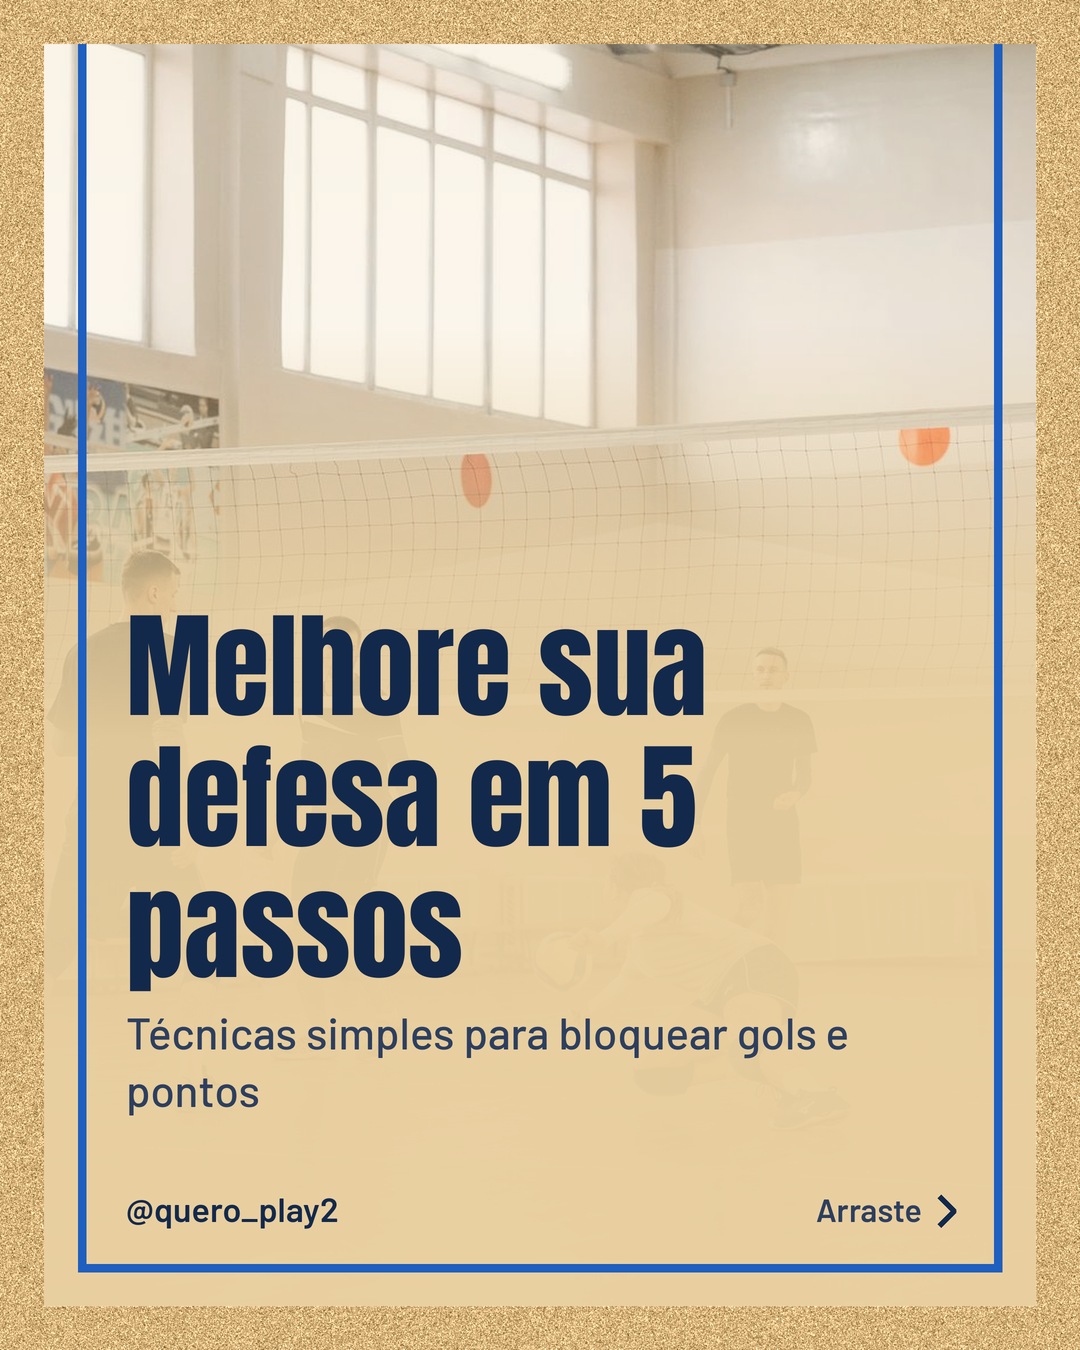 Melhore sua
defesa em 5
passos
Técnicas simples para bloquear gols e
pontos
@quero_play2
Arraste